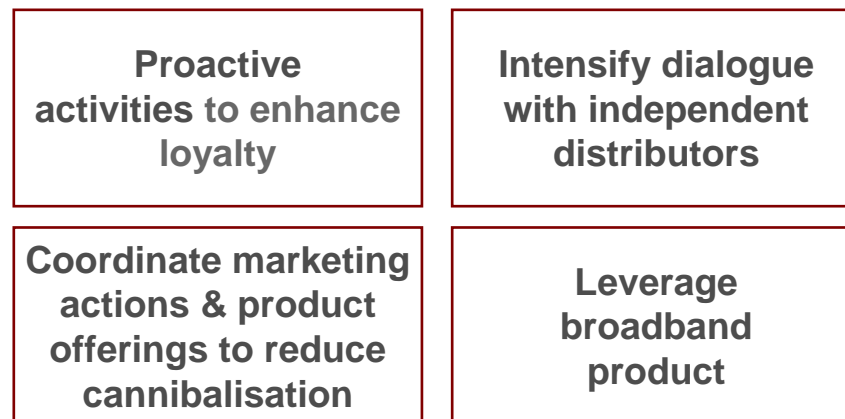 Proactive
activities to enhance
loyalty
Intensify dialogue
with independent
distributors
Coordinate marketing
actions & product
offerings to reduce
cannibalisation
Leverage
broadband
product